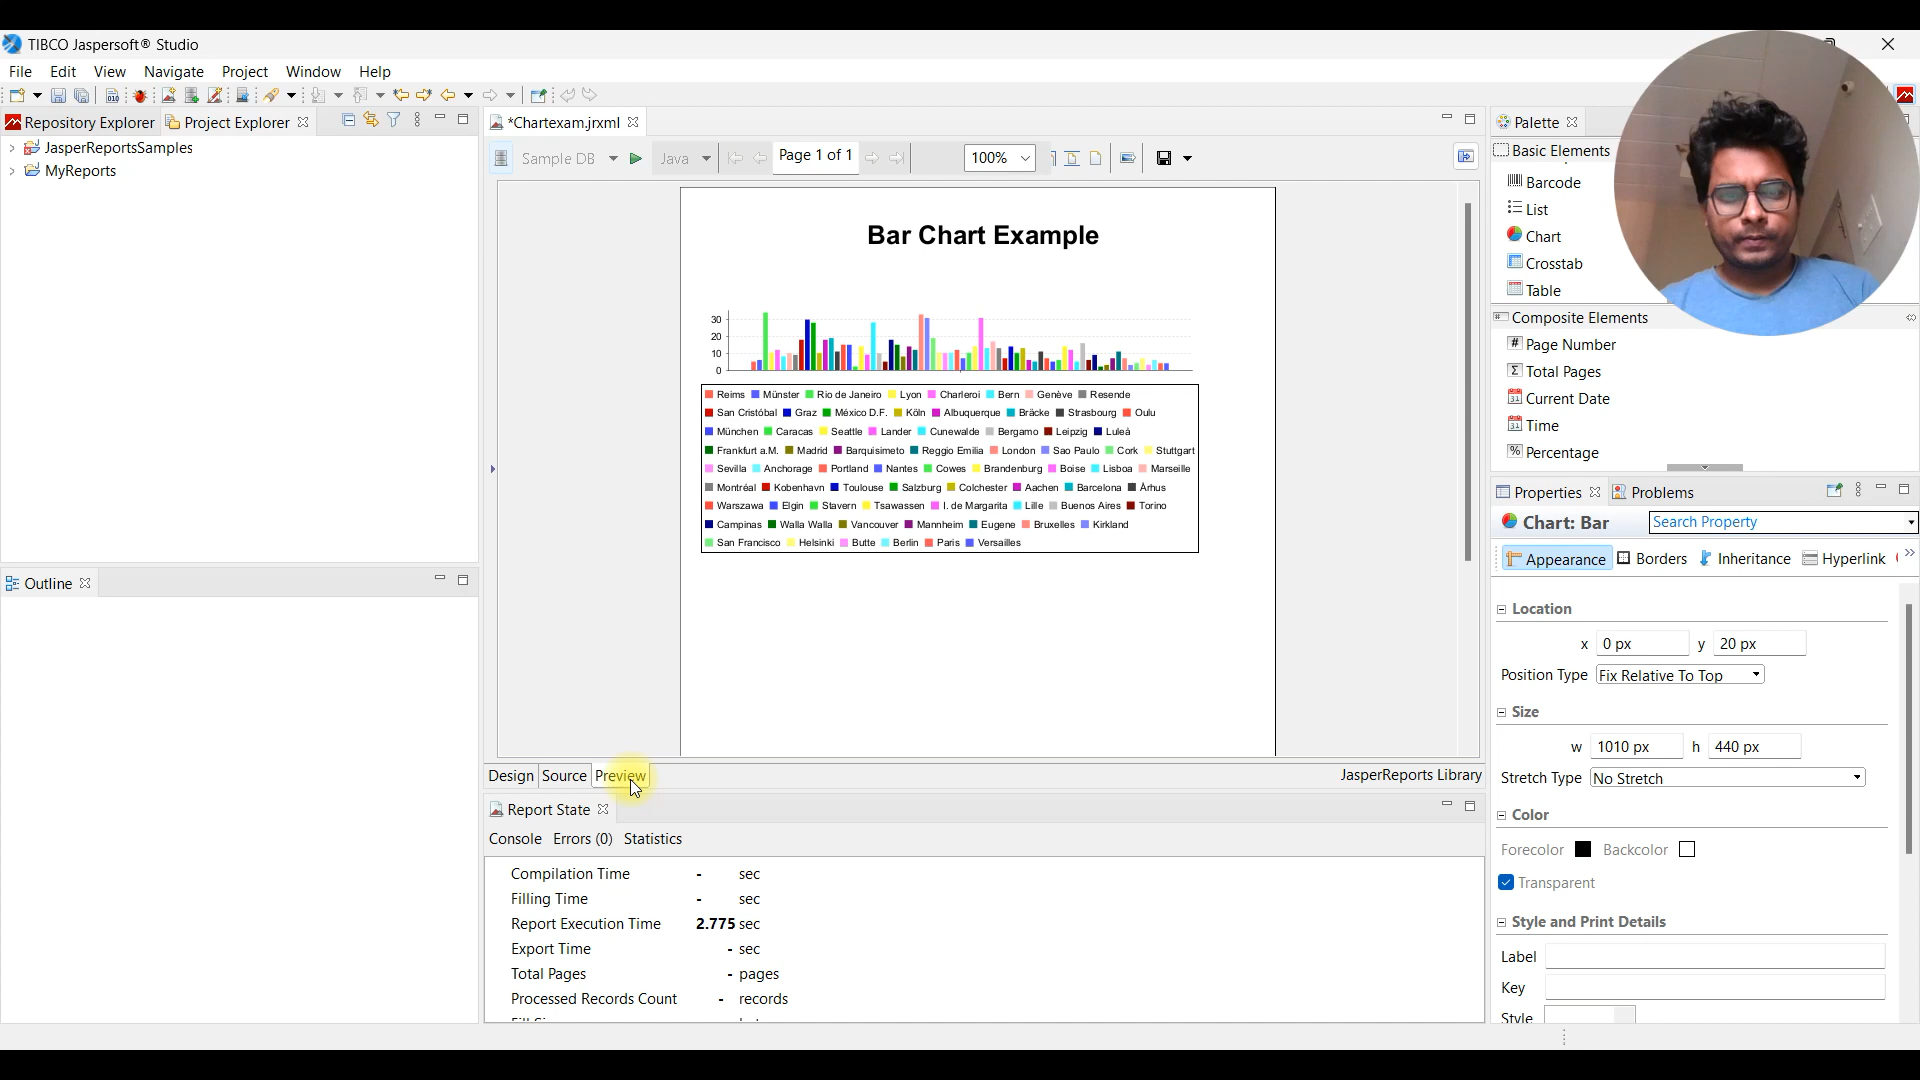 TIBCO Jaspersoft® Studio
File Edit View Navigate Project Window Help
Repository Explorer Project Explorer
JasperReportsSamples
MyReports
Outline
*Chartexam.jrxml
Sample DB Java Page 1 of 1 100%
Bar Chart Example
30
20
10
0
Reims Münster Rio de Janeiro Lyon Charleroi Bern Genève Resende
San Cristóbal Graz México D.F. Köln Albuquerque Bräcke Strasbourg Oulu
München Caracas Seattle Lander Cunewalde Bergamo Leipzig Luleå
Frankfurt a.M. Madrid Barquisimeto Reggio Emilia London Sao Paulo Cork Stuttgart
Sevilla Anchorage Portland Nantes Cowes Brandenburg Boise Lisboa Marseille
Montréal Kobenhavn Toulouse Salzburg Colchester Aachen Barcelona Århus
Warszawa Elgin Stavern Tsawassen I. de Margarita Lille Buenos Aires Torino
Campinas Walla Walla Vancouver Mannheim Eugene Bruxelles Kirkland
San Francisco Helsinki Butte Berlin Paris Versailles
Design Source Preview JasperReports Library
Report State
Console Errors (0) Statistics
Compilation Time - sec
Filling Time - sec
Report Execution Time 2.775 sec
Export Time - sec
Total Pages - pages
Processed Records Count - records
Palette
Basic Elements
Barcode
List
Chart
Crosstab
Table
Composite Elements
Page Number
Total Pages
Current Date
Time
Percentage
Properties Problems
Chart: Bar Search Property
Appearance Borders Inheritance Hyperlink
Location
x 0 px y 20 px
Position Type Fix Relative To Top
Size
w 1010 px h 440 px
Stretch Type No Stretch
Color
Forecolor Backcolor
Transparent
Style and Print Details
Label
Key
Style